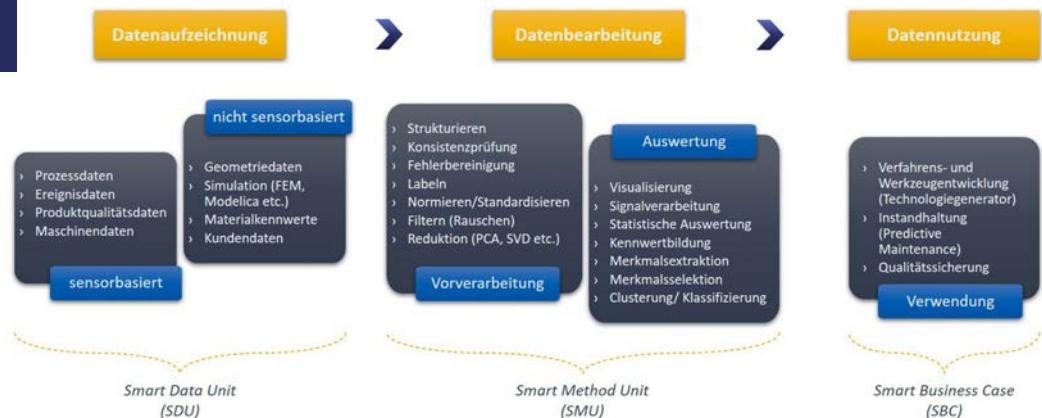 Datenaufzeichnung
Datenbearbeitung
Datennutzung
nicht sensorbasiert
› Geometriedaten
› Simulation (FEM,
Modelica etc.)
› Materialkennwerte
› Kundendaten
› Prozessdaten
› Ereignisdaten
› Produktqualitätsdaten
› Maschinendaten
sensorbasiert
Smart Data Unit
(SDU)
› Strukturieren
› Konsistenzprüfung
› Fehlerbereinigung
› Labeln
› Normieren/Standardisieren
› Filtern (Rauschen)
› Reduktion (PCA, SVD etc.)
Vorverarbeitung
Auswertung
› Visualisierung
› Signalverarbeitung
› Statistische Auswertung
› Kennwertbildung
› Merkmalsextraktion
› Merkmalsselektion
› Clusterung/ Klassifizierung
Smart Method Unit
(SMU)
› Verfahrens- und
Werkzeugentwicklung
(Technologiegenerator)
› Instandhaltung
(Predictive
Maintenance)
› Qualitätssicherung
Verwendung
Smart Business Case
(SBC)